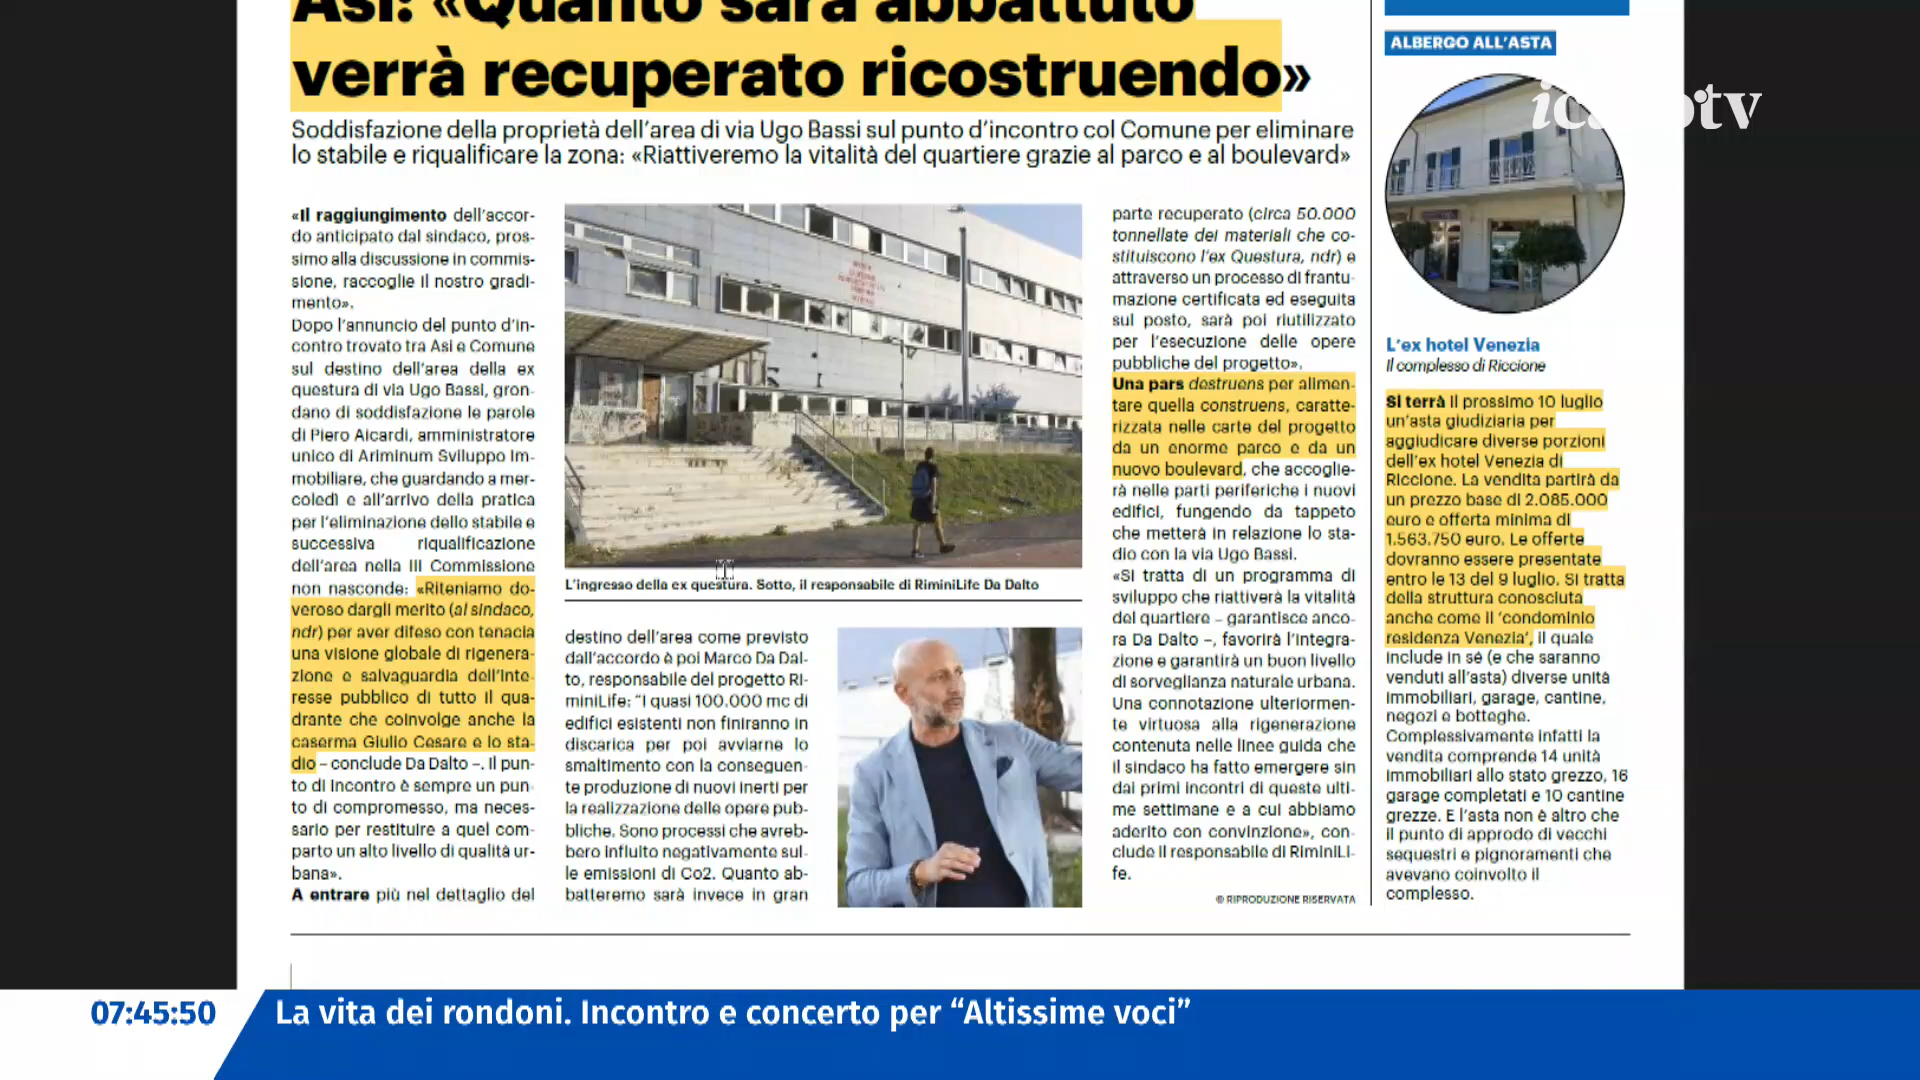 Asi: «Quanto sarà abbattuto
verrà recuperato ricostruendo»
Soddisfazione della proprietà dell'area di via Ugo Bassi sul punto d'incontro col Comune per eliminare
lo stabile e riqualificare la zona: «Riattiveremo la vitalità del quartiere grazie al parco e al boulevard»
«Il raggiungimento dell'accor-
do anticipato dal sindaco, pros-
simo alla discussione in commis-
sione, raccoglie il nostro gradi-
mento».
Dopo l'annuncio del punto d'in-
contro trovato tra Asi e Comune
sul destino dell'area della ex
questura di via Ugo Bassi, gron-
dano di soddisfazione le parole
di Piero Aicardi, amministratore
unico di Ariminum Sviluppo Im-
mobiliare, che guardando a mer-
coledì e all'arrivo della pratica
per l'eliminazione dello stabile e
successiva riqualificazione
dell'area nella III Commissione
non nasconde: «Riteniamo do-
veroso dargli merito (al sindaco,
ndr) per aver difeso con tenacia
una visione globale di rigenera-
zione e salvaguardia dell'inte-
resse pubblico di tutto il qua-
drante che coinvolge anche la
caserma Giulio Cesare e lo sta-
dio – conclude Da Dalto –. Il pun-
to di incontro è sempre un pun-
to di compromesso, ma neces-
sario per restituire a quel com-
parto un alto livello di qualità ur-
bana».
A entrare più nel dettaglio del
L'ingresso della ex questura. Sotto, il responsabile di RiminiLife Da Dalto
destino dell'area come previsto
dall'accordo è poi Marco Da Dal-
to, responsabile del progetto Ri-
miniLife: “I quasi 100.000 mc di
edifici esistenti non finiranno in
discarica per poi avviarne lo
smaltimento con la conseguen-
te produzione di nuovi inerti per
la realizzazione delle opere pub-
bliche. Sono processi che avreb-
bero influito negativamente sul-
le emissioni di Co2. Quanto ab-
batteremo sarà invece in gran
parte recuperato (circa 50.000
tonnellate dei materiali che co-
stituiscono l'ex Questura, ndr) e
attraverso un processo di frantu-
mazione certificata ed eseguita
sul posto, sarà poi riutilizzato
per l'esecuzione delle opere
pubbliche del progetto».
Una pars destruens per alimen-
tare quella construens, caratte-
rizzata nelle carte del progetto
da un enorme parco e da un
nuovo boulevard, che accoglie-
rà nelle parti periferiche i nuovi
edifici, fungendo da tappeto
che metterà in relazione lo sta-
dio con la via Ugo Bassi.
«Si tratta di un programma di
sviluppo che riattiverà la vitalità
del quartiere – garantisce anco-
ra Da Dalto –, favorirà l'integra-
zione e garantirà un buon livello
di sorveglianza naturale urbana.
Una connotazione ulteriormen-
te virtuosa alla rigenerazione
contenuta nelle linee guida che
il sindaco ha fatto emergere sin
dai primi incontri di queste ulti-
me settimane e a cui abbiamo
aderito con convinzione», con-
clude il responsabile di RiminiLi-
fe.
© RIPRODUZIONE RISERVATA
ALBERGO ALL'ASTA
L'ex hotel Venezia
Il complesso di Riccione
Si terrà il prossimo 10 luglio
un'asta giudiziaria per
aggiudicare diverse porzioni
dell'ex hotel Venezia di
Riccione. La vendita partirà da
un prezzo base di 2.085.000
euro e offerta minima di
1.563.750 euro. Le offerte
dovranno essere presentate
entro le 13 del 9 luglio. Si tratta
della struttura conosciuta
anche come il 'condominio
residenza Venezia', il quale
include in sé (e che saranno
venduti all'asta) diverse unità
immobiliari, garage, cantine,
negozi e botteghe.
Complessivamente infatti la
vendita comprende 14 unità
immobiliari allo stato grezzo, 16
garage completati e 10 cantine
grezze. E l'asta non è altro che
il punto di approdo di vecchi
sequestri e pignoramenti che
avevano coinvolto il
complesso.
07:45:50
La vita dei rondoni. Incontro e concerto per “Altissime voci”